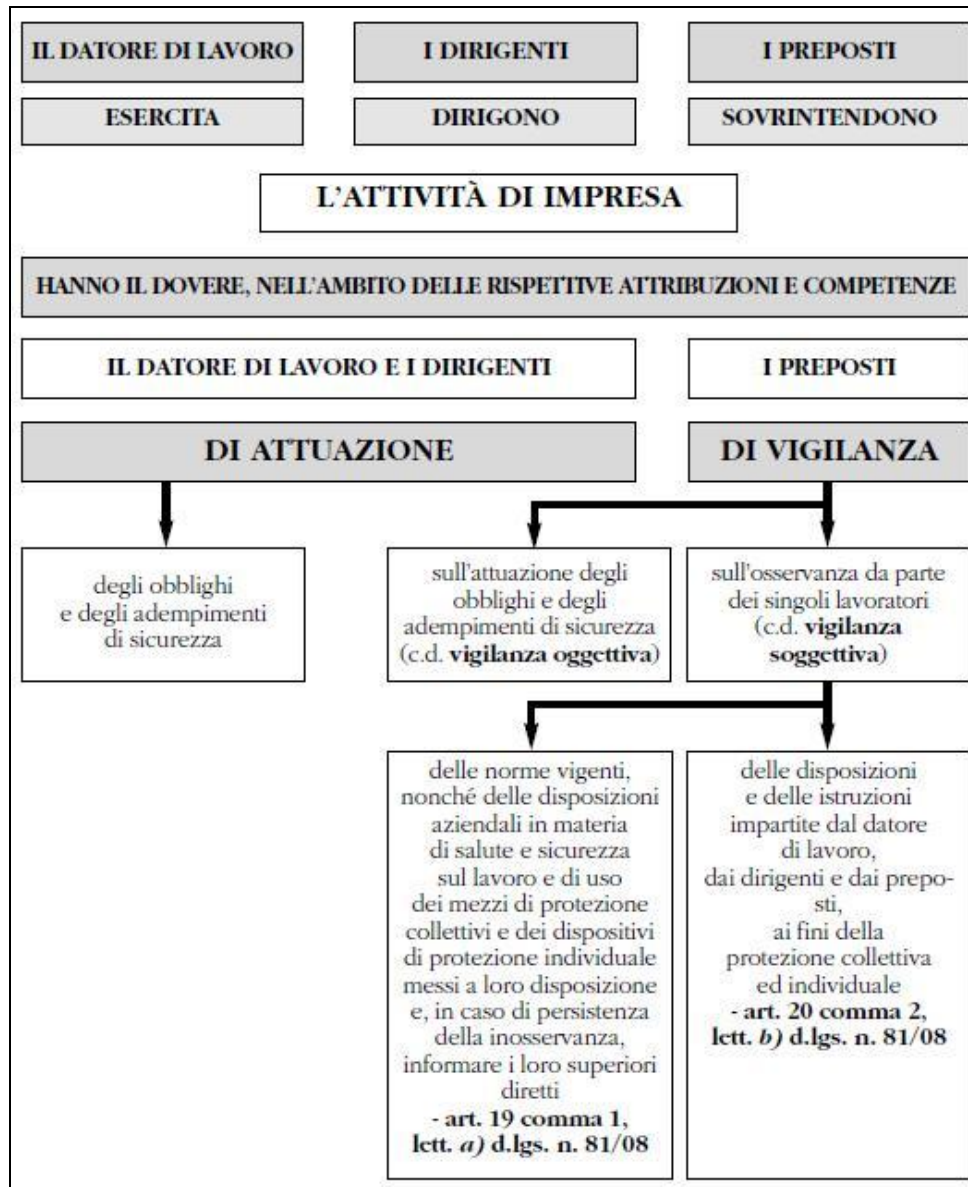 IL DATORE DI LAVORO
I DIRIGENTI
I PREPOSTI
ESERCITA
DIRIGONO
SOVRINTENDONO
L'ATTIVITÀ DI IMPRESA
HANNO IL DOVERE, NELL'AMBITO DELLE RISPETTIVE ATTRIBUZIONI E COMPETENZE
IL DATORE DI LAVORO E I DIRIGENTI
I PREPOSTI
DI ATTUAZIONE
DI VIGILANZA
degli obblighi
e degli adempimenti
di sicurezza
sull'attuazione degli
obblighi e degli
adempimenti di sicurezza
(c.d. vigilanza oggettiva)
sull'osservanza da parte
dei singoli lavoratori
(c.d. vigilanza
soggettiva)
delle norme vigenti,
nonché delle disposizioni
aziendali in materia
di salute e sicurezza
sul lavoro e di uso
dei mezzi di protezione
collettivi e dei dispositivi
di protezione individuale
messi a loro disposizione
e, in caso di persistenza
della inosservanza,
informare i loro superiori
diretti
- art. 19 comma 1,
lett. a) d.lgs. n. 81/08
delle disposizioni
e delle istruzioni
impartite dal datore
di lavoro,
dai dirigenti e dai prepo-
sti,
ai fini della
protezione collettiva
ed individuale
- art. 20 comma 2,
lett. b) d.lgs. n. 81/08